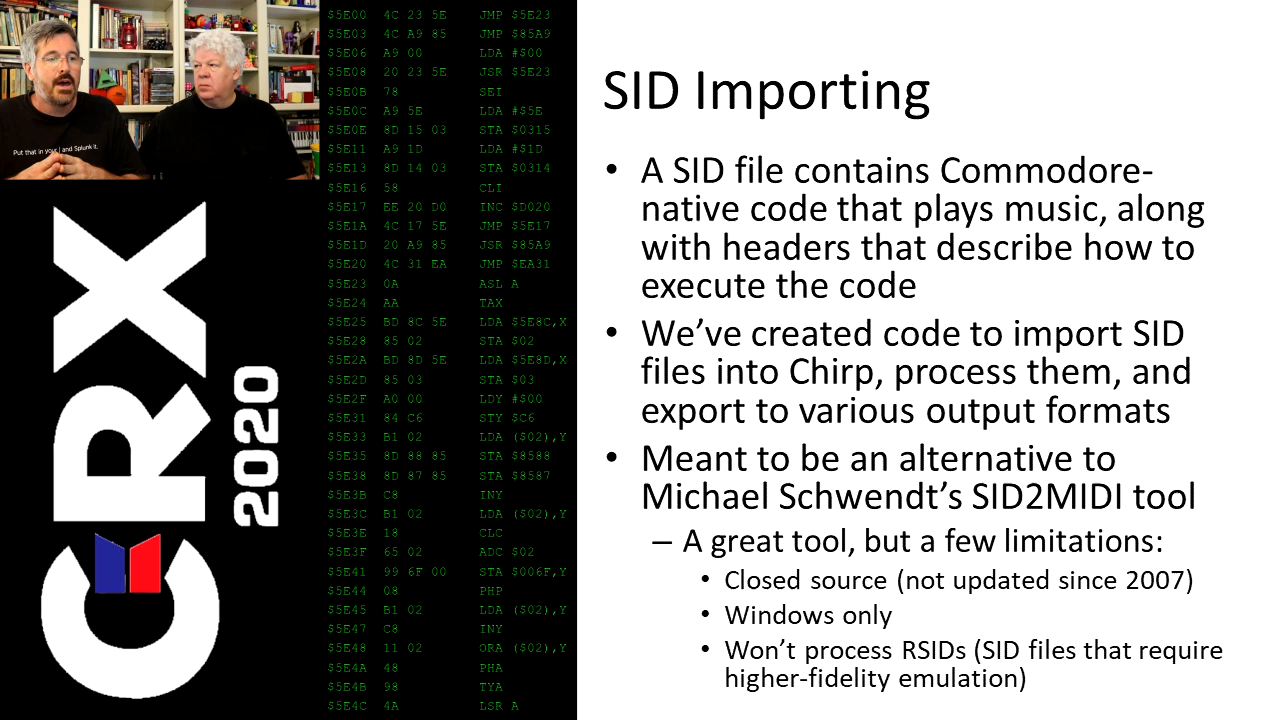 Put that in your | and Splunk it.
CRX
2020
$5E00 4C 23 5E JMP $5E23
$5E03 4C A9 85 JMP $85A9
$5E06 A9 00 LDA #$00
$5E08 20 23 5E JSR $5E23
$5E0B 78 SEI
$5E0C A9 5E LDA #$5E
$5E0E 8D 15 03 STA $0315
$5E11 A9 1D LDA #$1D
$5E13 8D 14 03 STA $0314
$5E16 58 CLI
$5E17 EE 20 D0 INC $D020
$5E1A 4C 17 5E JMP $5E17
$5E1D 20 A9 85 JSR $85A9
$5E20 4C 31 EA JMP $EA31
$5E23 0A ASL A
$5E24 AA TAX
$5E25 BD 8C 5E LDA $5E8C,X
$5E28 85 02 STA $02
$5E2A BD 8D 5E LDA $5E8D,X
$5E2D 85 03 STA $03
$5E2F A0 00 LDY #$00
$5E31 84 C6 STY $C6
$5E33 B1 02 LDA ($02),Y
$5E35 8D 88 85 STA $8588
$5E38 8D 87 85 STA $8587
$5E3B C8 INY
$5E3C B1 02 LDA ($02),Y
$5E3E 18 CLC
$5E3F 65 02 ADC $02
$5E41 99 6F 00 STA $006F,Y
$5E44 08 PHP
$5E45 B1 02 LDA ($02),Y
$5E47 C8 INY
$5E48 11 02 ORA ($02),Y
$5E4A 48 PHA
$5E4B 98 TYA
$5E4C 4A LSR A
SID Importing
• A SID file contains Commodore-
native code that plays music, along
with headers that describe how to
execute the code
• We’ve created code to import SID
files into Chirp, process them, and
export to various output formats
• Meant to be an alternative to
Michael Schwendt’s SID2MIDI tool
– A great tool, but a few limitations:
• Closed source (not updated since 2007)
• Windows only
• Won’t process RSIDs (SID files that require
higher-fidelity emulation)